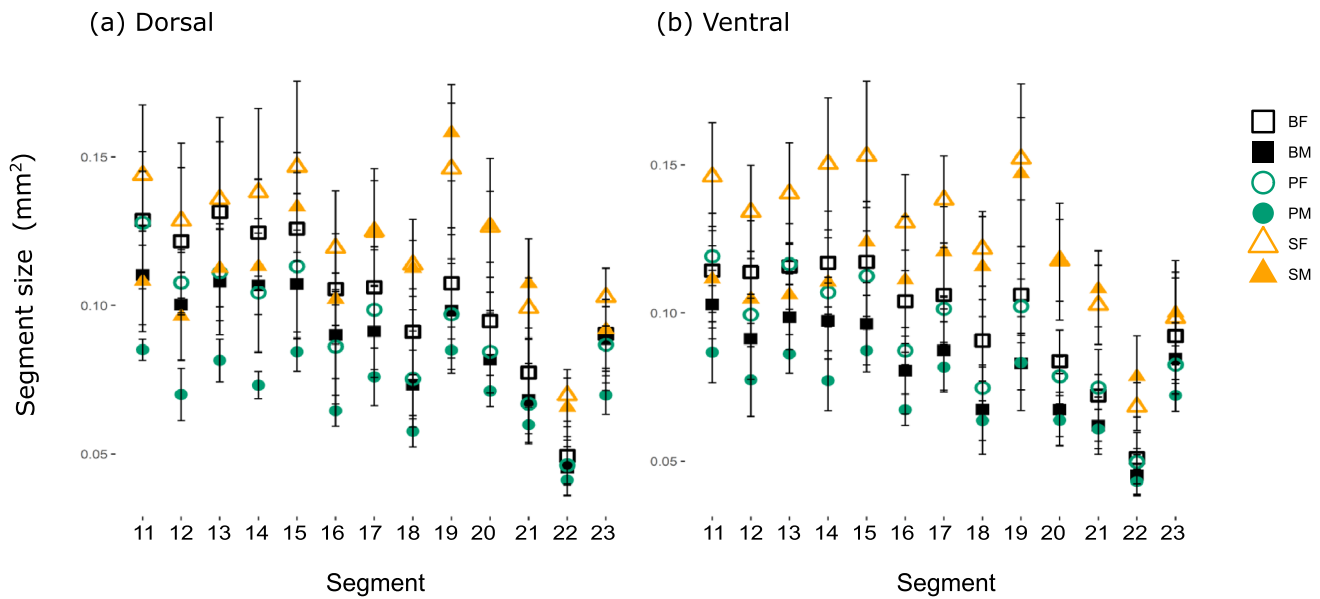 (a) Dorsal
(b) Ventral
Segment size (mm²)
0.15
0.10
0.05
11 12 13 14 15 16 17 18 19 20 21 22 23
Segment
0.15
0.10
0.05
11 12 13 14 15 16 17 18 19 20 21 22 23
Segment
BF
BM
PF
PM
SF
SM